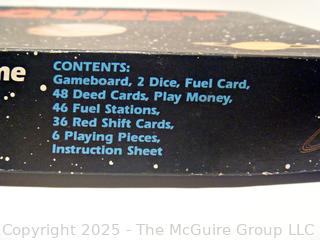 me
CONTENTS:
Gameboard, 2 Dice, Fuel Card,
48 Deed Cards, Play Money,
46 Fuel Stations,
36 Red Shift Cards,
6 Playing Pieces,
Instruction Sheet
Copyright 2025 - The McGuire Group LLC